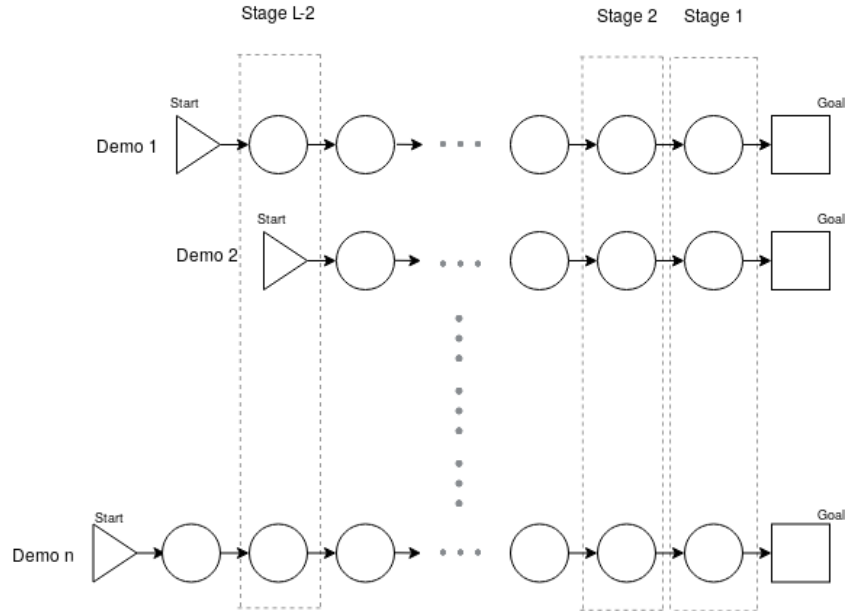 Stage L-2
Stage 2
Stage 1
Start
Goal
Demo 1
Start
Goal
Demo 2
Start
Goal
Demo n